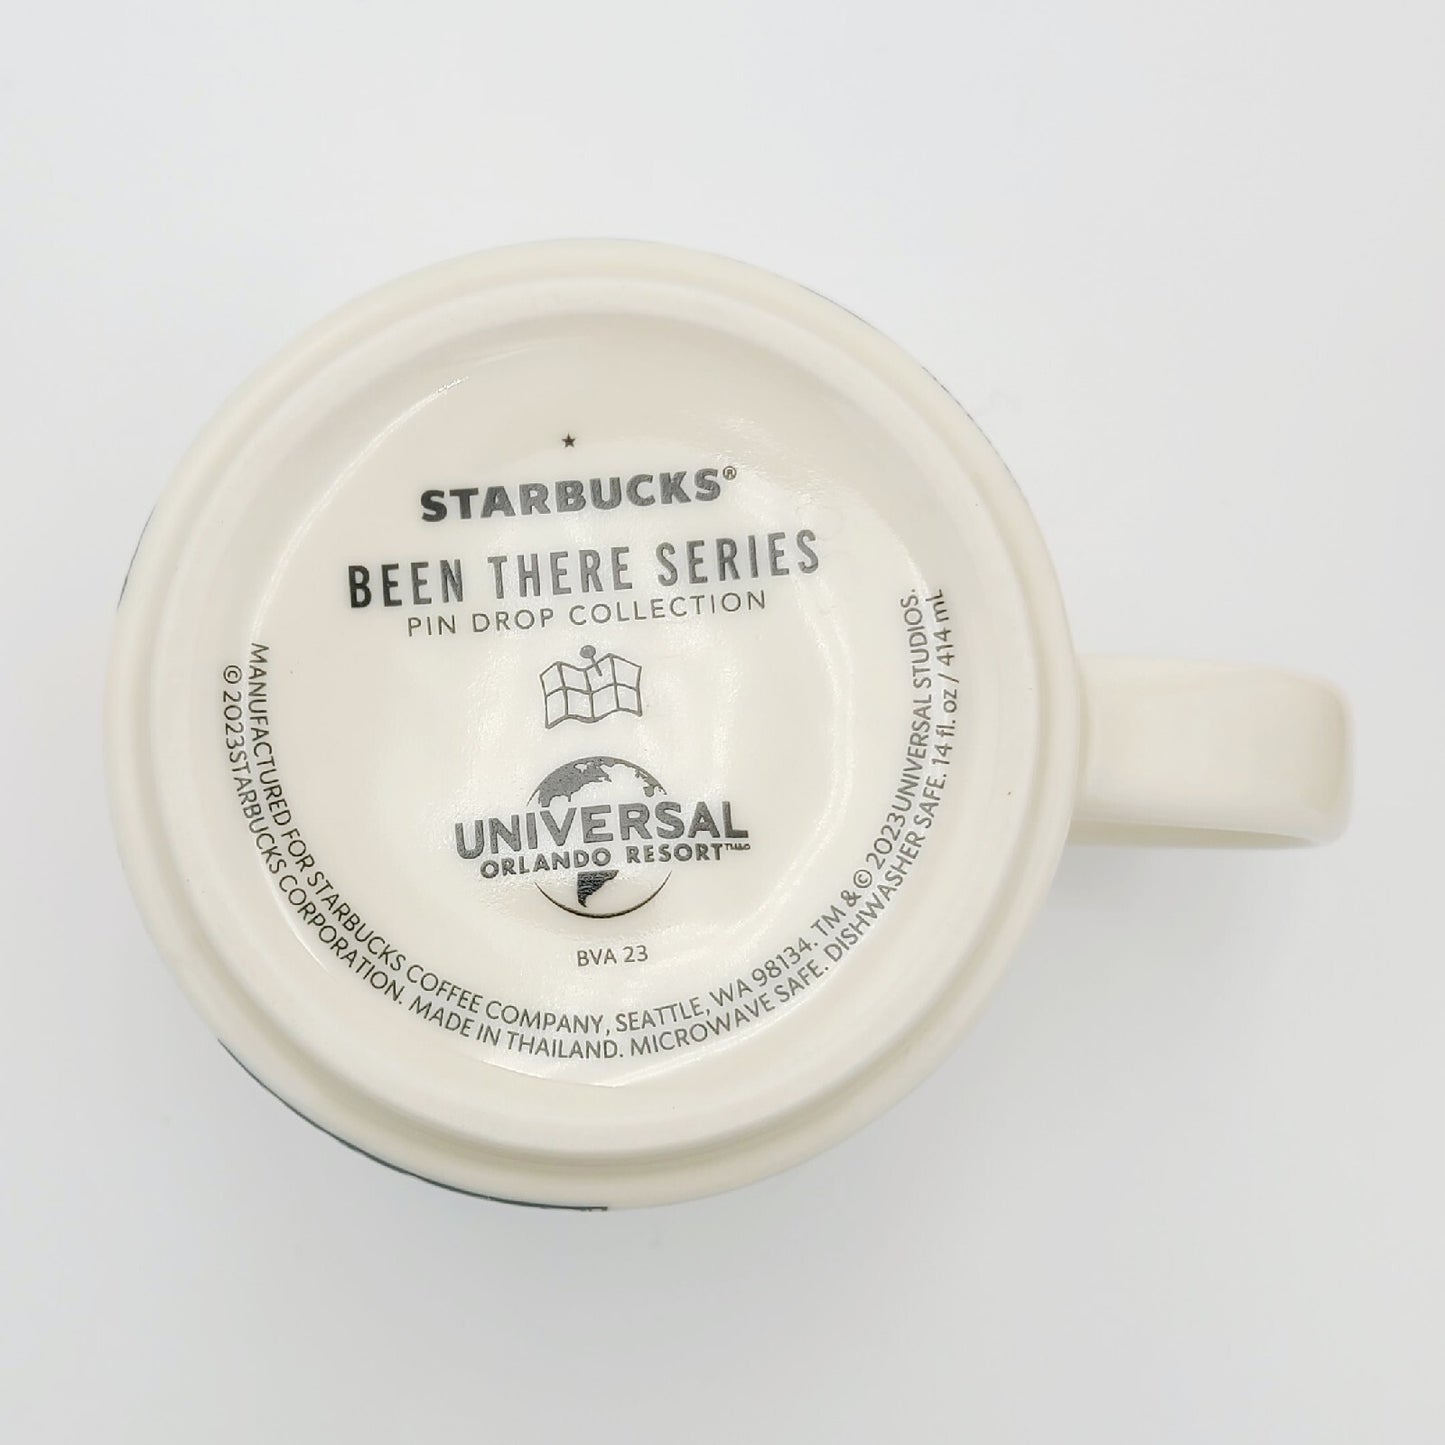 STARBUCKS®
BEEN THERE SERIES
PIN DROP COLLECTION
UNIVERSAL
ORLANDO RESORT
BVA 23
MANUFACTURED FOR STARBUCKS COFFEE COMPANY, SEATTLE, WA 98134. TM & © 2023UNIVERSAL STUDIOS.
© 2023STARBUCKS CORPORATION. MADE IN THAILAND. MICROWAVE SAFE. DISHWASHER SAFE. 14 fl. oz / 414 mL